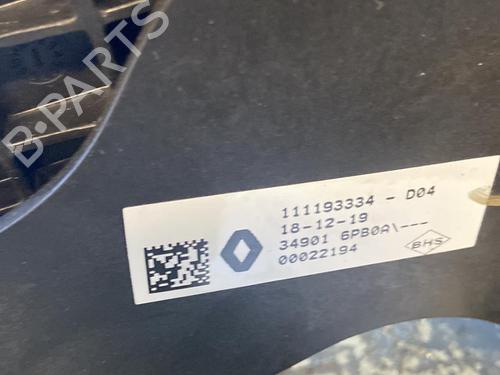 B-PARTS
111193334 - D04
18-12-19
34901 6PB0A\---
00022194
BHS